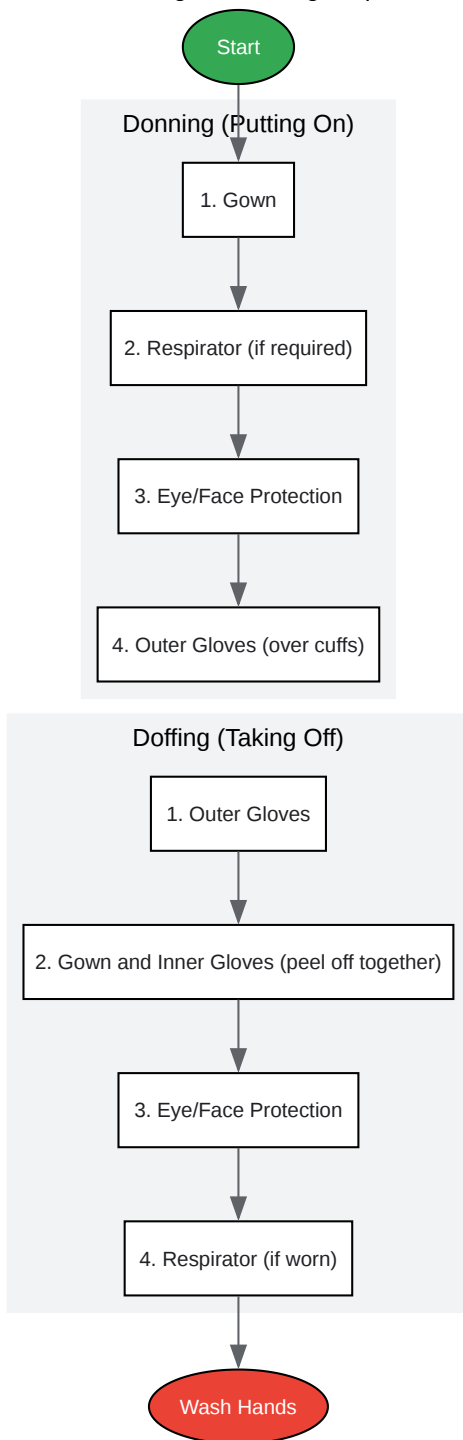 Start
Donning (Putting On)
1. Gown
2. Respirator (if required)
3. Eye/Face Protection
4. Outer Gloves (over cuffs)
Doffing (Taking Off)
1. Outer Gloves
2. Gown and Inner Gloves (peel off together)
3. Eye/Face Protection
4. Respirator (if worn)
Wash Hands